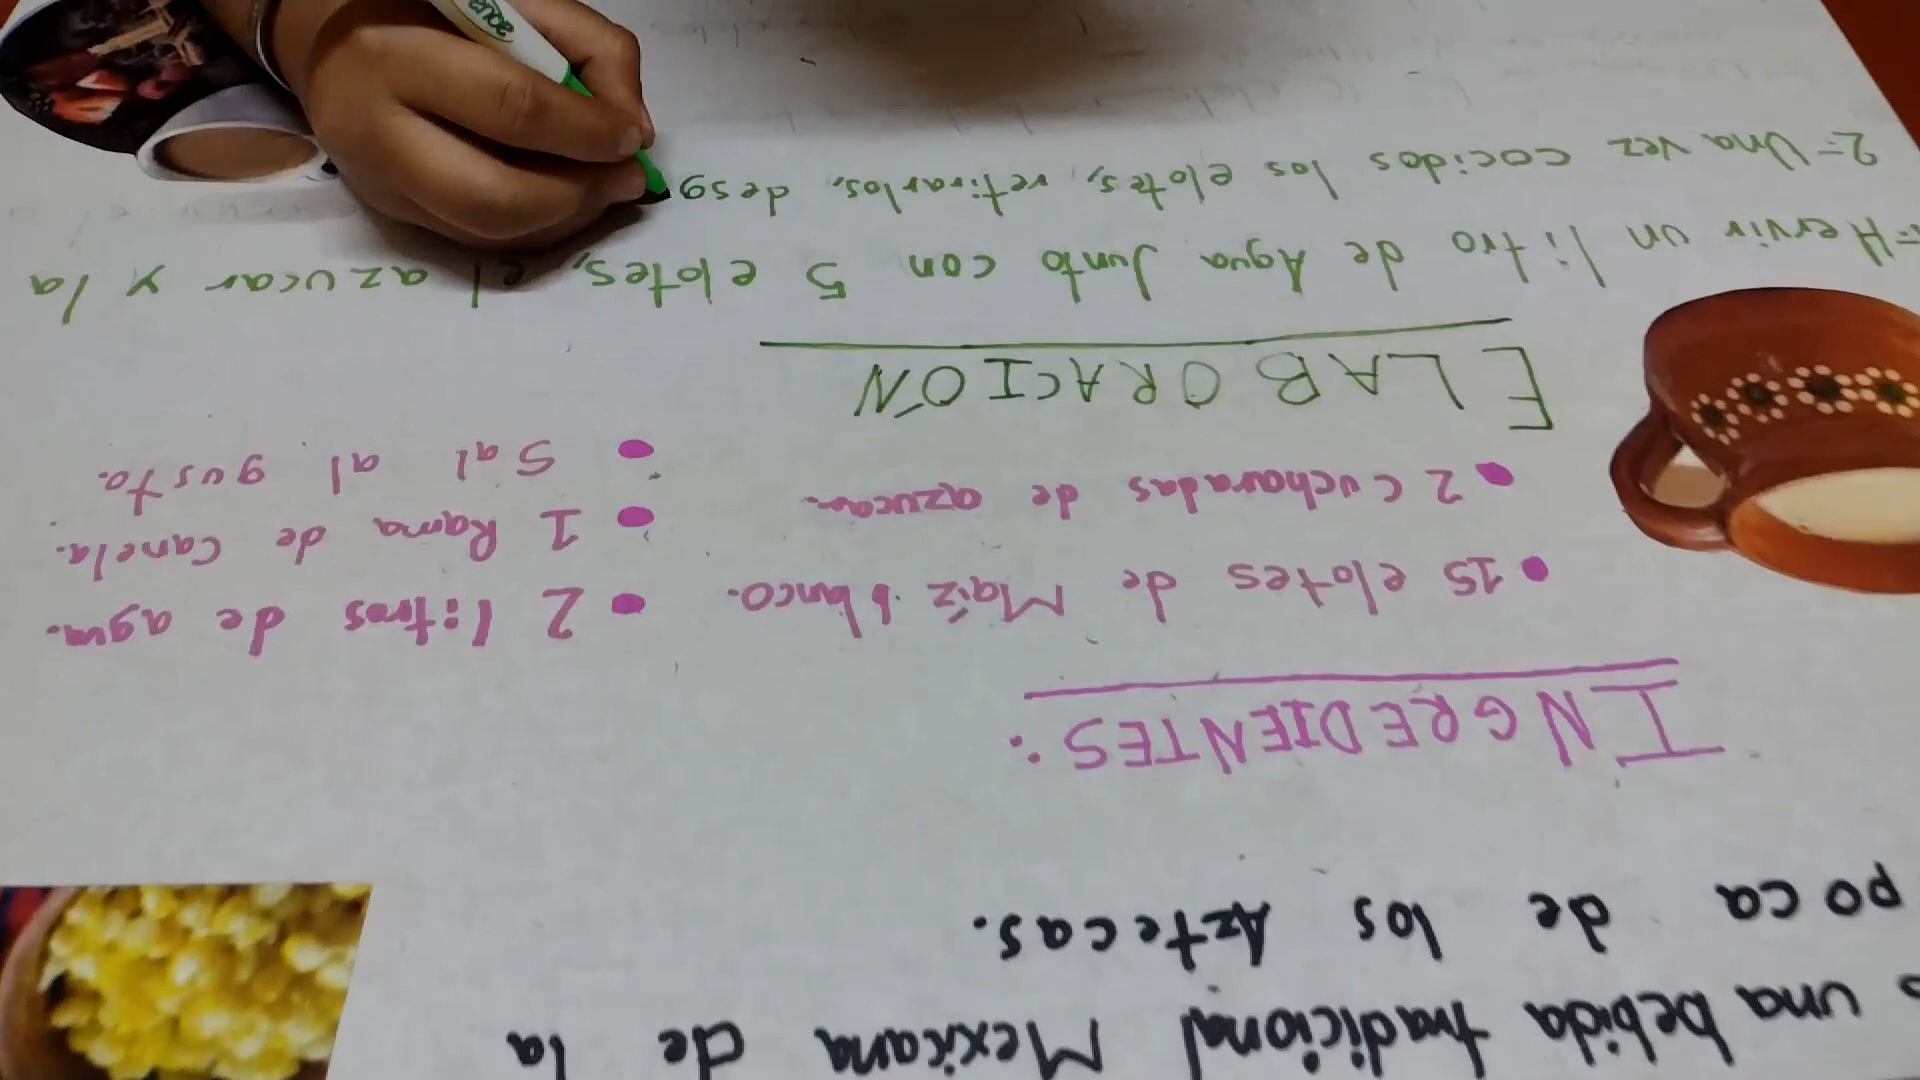 una bebida tradicional Mexicana de la
poca de los Aztecas.
INGREDIENTES:
• 15 elotes de Maíz blanco.
• 2 cucharadas de azucar.
• 2 litros de agua.
• 1 Rama de Canela.
• Sal al gusto.
ELABORACIÓN
Hervir un litro de Agua Junto con 5 elotes, el azucar y la
2.- Una vez cocidos los elotes, retirarlos, desg